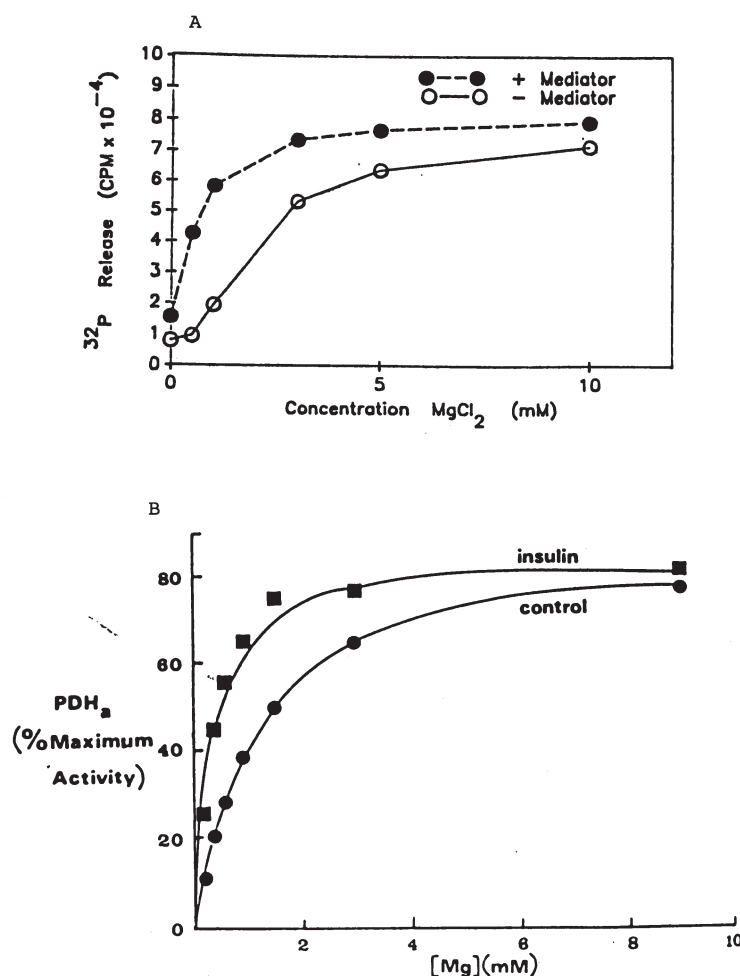 A
10
9
8
7
6
5
4
3
2
1
0
32P Release (CPM x 10⁻⁴)
+ Mediator
− Mediator
0 5 10
Concentration MgCl₂ (mM)
B
80
60
40
20
0
PDHₐ
(%Maximum
Activity)
insulin
control
2 4 6 8 10
[Mg](mM)